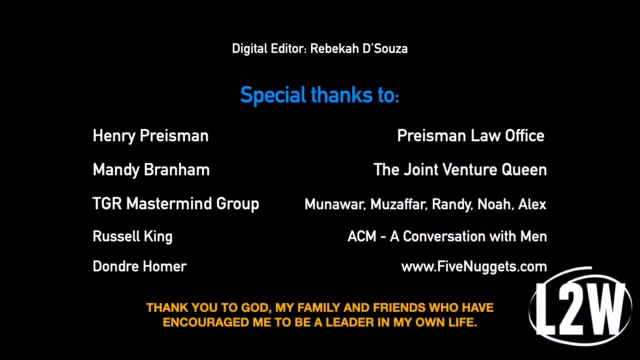 Digital Editor: Rebekah D'Souza
Special thanks to:
Henry Preisman Preisman Law Office
Mandy Branham The Joint Venture Queen
TGR Mastermind Group Munawar, Muzaffar, Randy, Noah, Alex
Russell King ACM - A Conversation with Men
Dondre Homer www.FiveNuggets.com
THANK YOU TO GOD, MY FAMILY AND FRIENDS WHO HAVE
ENCOURAGED ME TO BE A LEADER IN MY OWN LIFE.
L2W